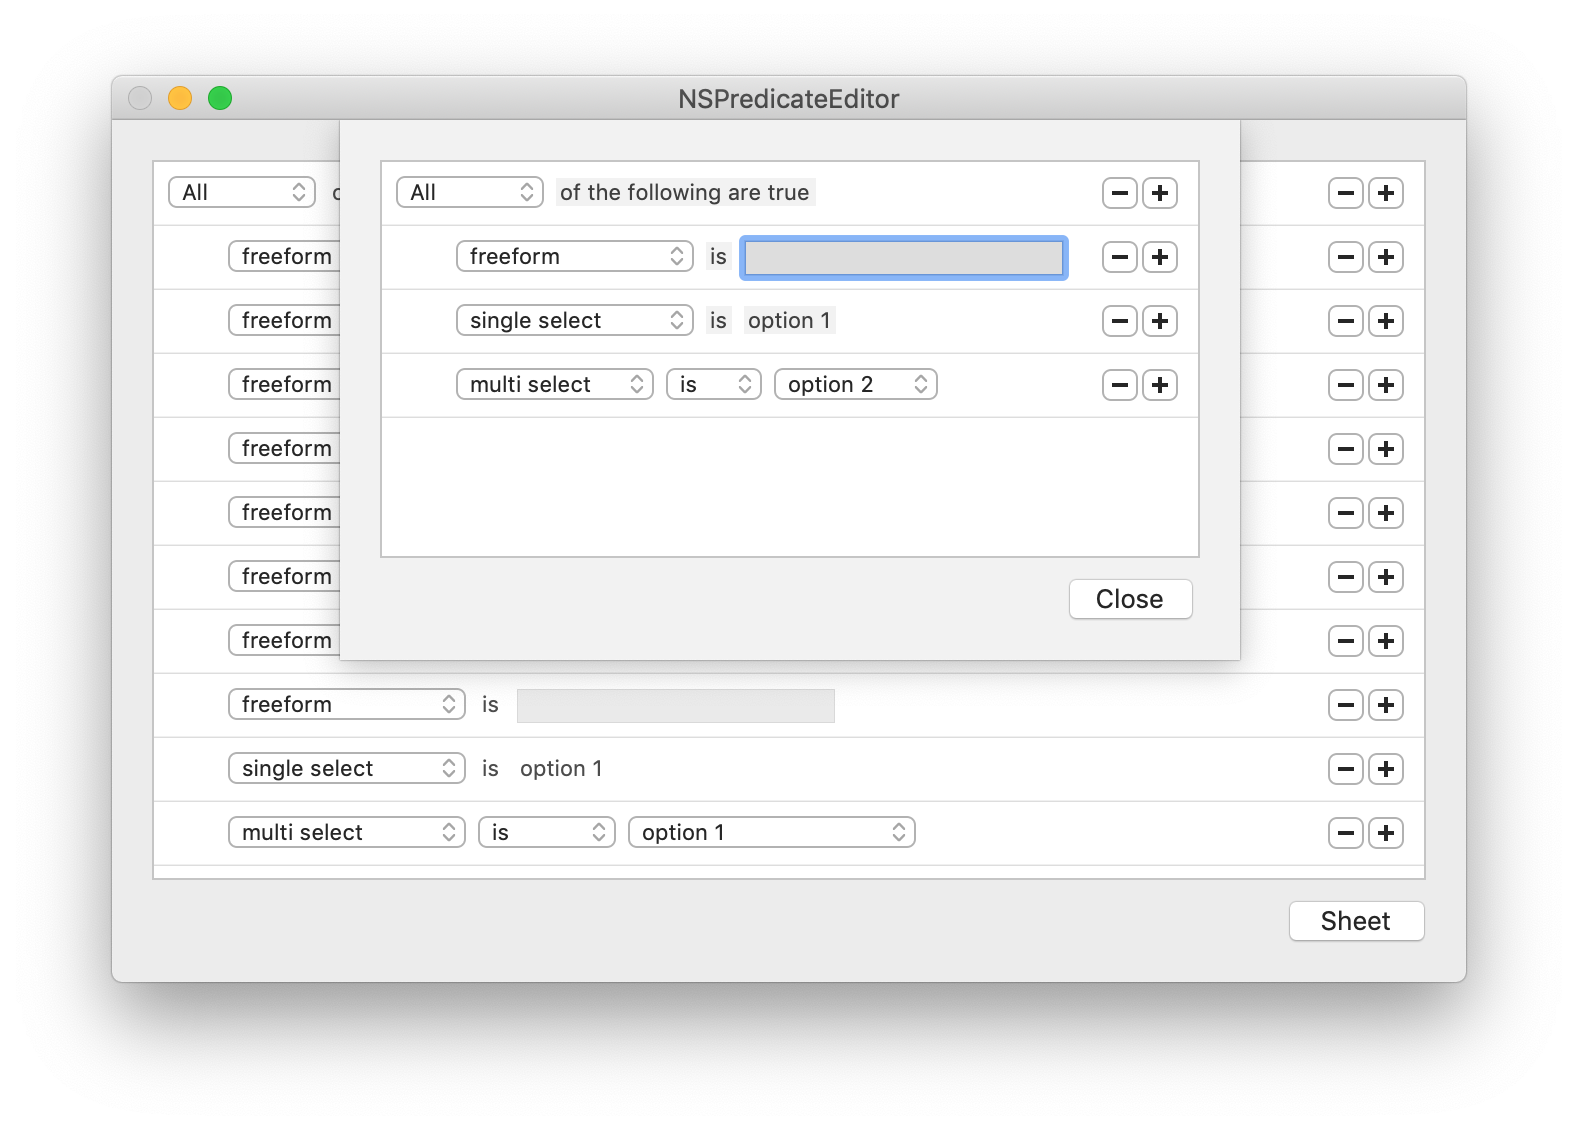 NSPredicateEditor
All
All of the following are true
freeform
freeform is
freeform
single select is option 1
freeform
multi select is option 2
freeform
freeform
freeform
Close
freeform
freeform is
single select is option 1
multi select is option 1
Sheet